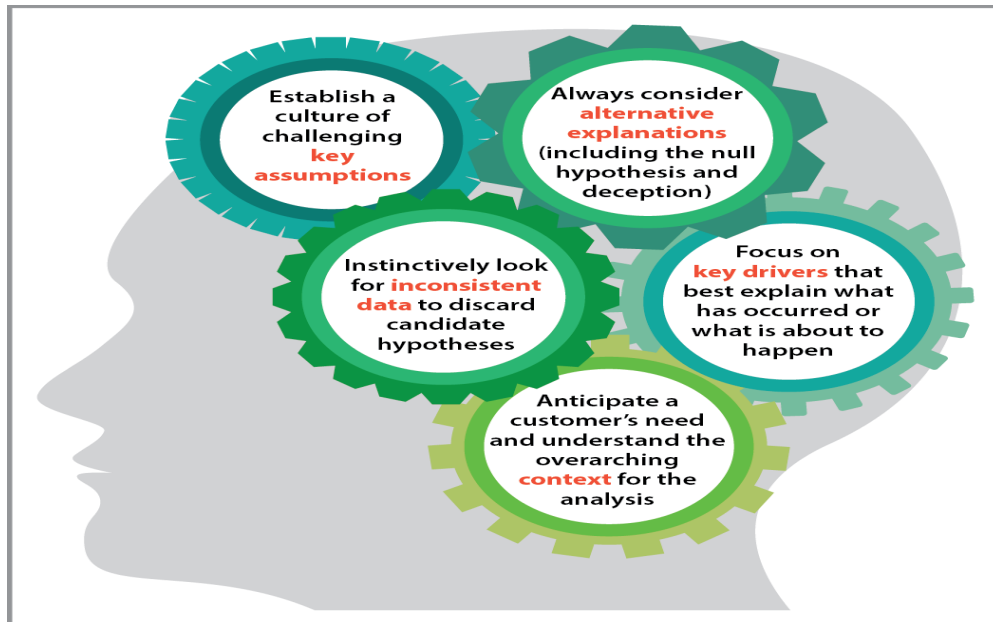 Establish a
culture of
challenging
key
assumptions
Always consider
alternative
explanations
(including the null
hypothesis and
deception)
Instinctively look
for inconsistent
data to discard
candidate
hypotheses
Focus on
key drivers that
best explain what
has occurred or
what is about to
happen
Anticipate a
customer’s need
and understand the
overarching
context for the
analysis